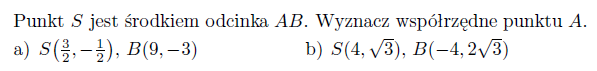 Punkt S jest środkiem odcinka AB. Wyznacz współrzędne punktu A.
a) S(3/2, −1/2), B(9, −3) b) S(4, √3), B(−4, 2√3)